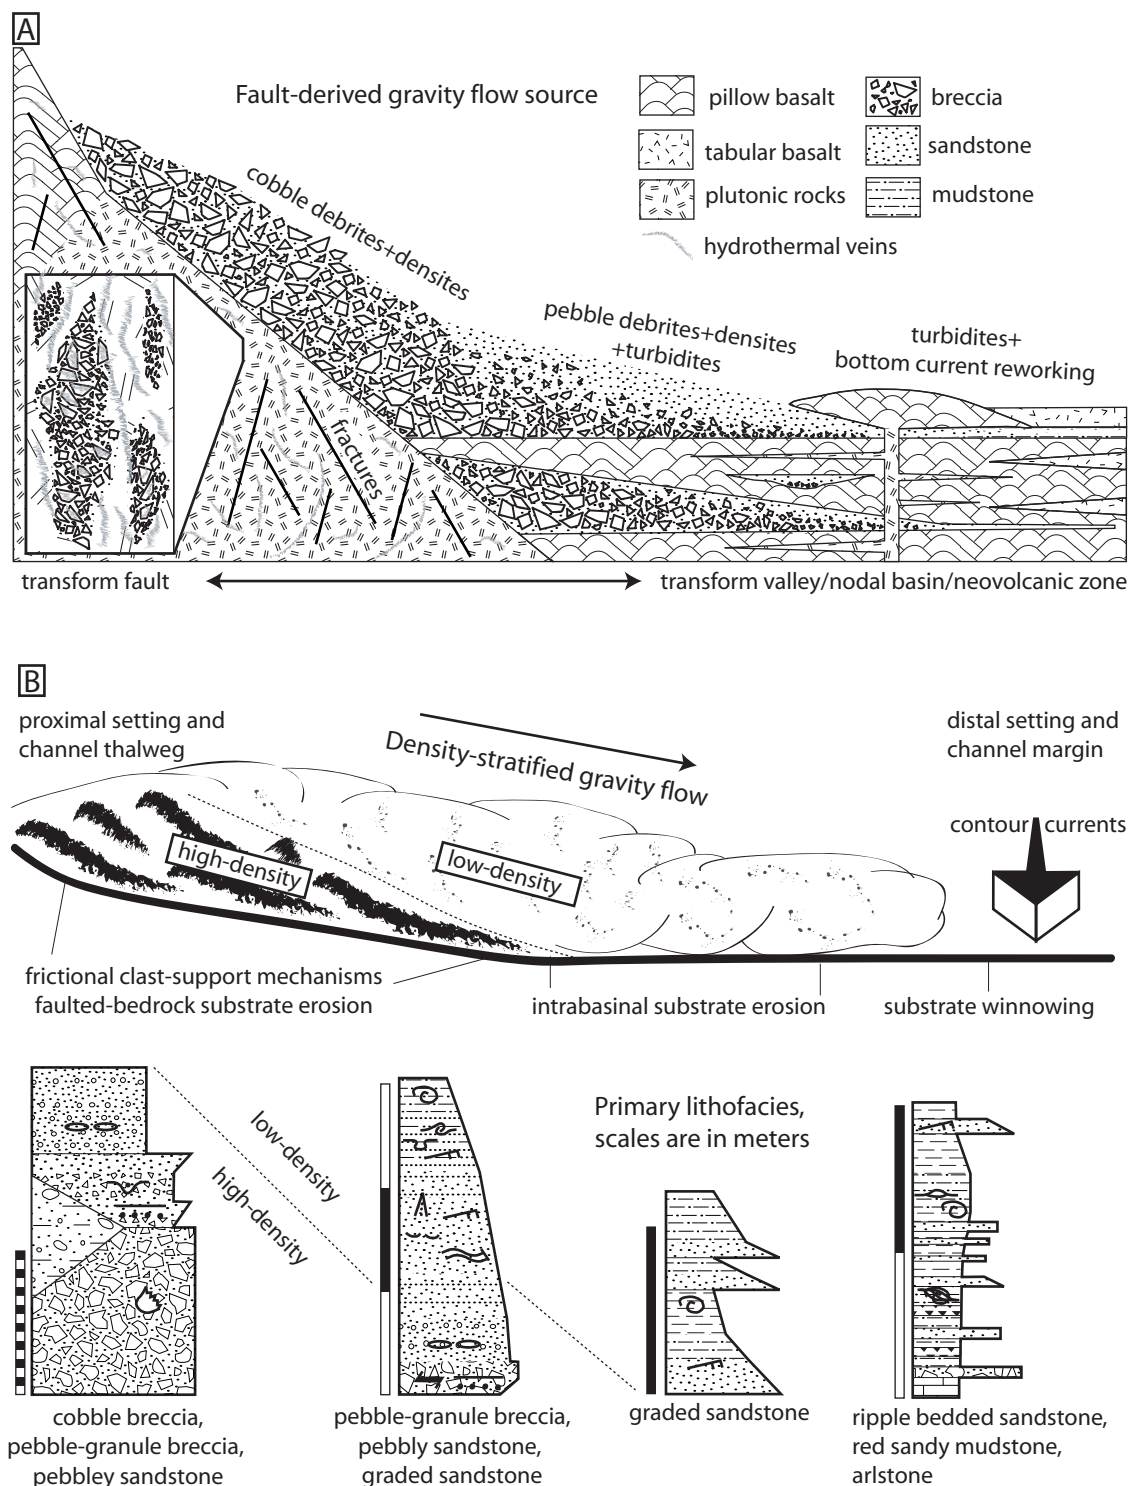 A
Fault-derived gravity flow source
pillow basalt
breccia
tabular basalt
sandstone
plutonic rocks
mudstone
hydrothermal veins
cobble debrites+densites
pebble debrites+densites
+turbidites
turbidites+
bottom current reworking
fractures
transform fault
transform valley/nodal basin/neovolcanic zone
B
proximal setting and
channel thalweg
Density-stratified gravity flow
distal setting and
channel margin
contour currents
high-density
low-density
frictional clast-support mechanisms
faulted-bedrock substrate erosion
intrabasinal substrate erosion
substrate winnowing
low-density
high-density
Primary lithofacies,
scales are in meters
cobble breccia,
pebble-granule breccia,
pebbley sandstone
pebble-granule breccia,
pebbly sandstone,
graded sandstone
graded sandstone
ripple bedded sandstone,
red sandy mudstone,
arlstone